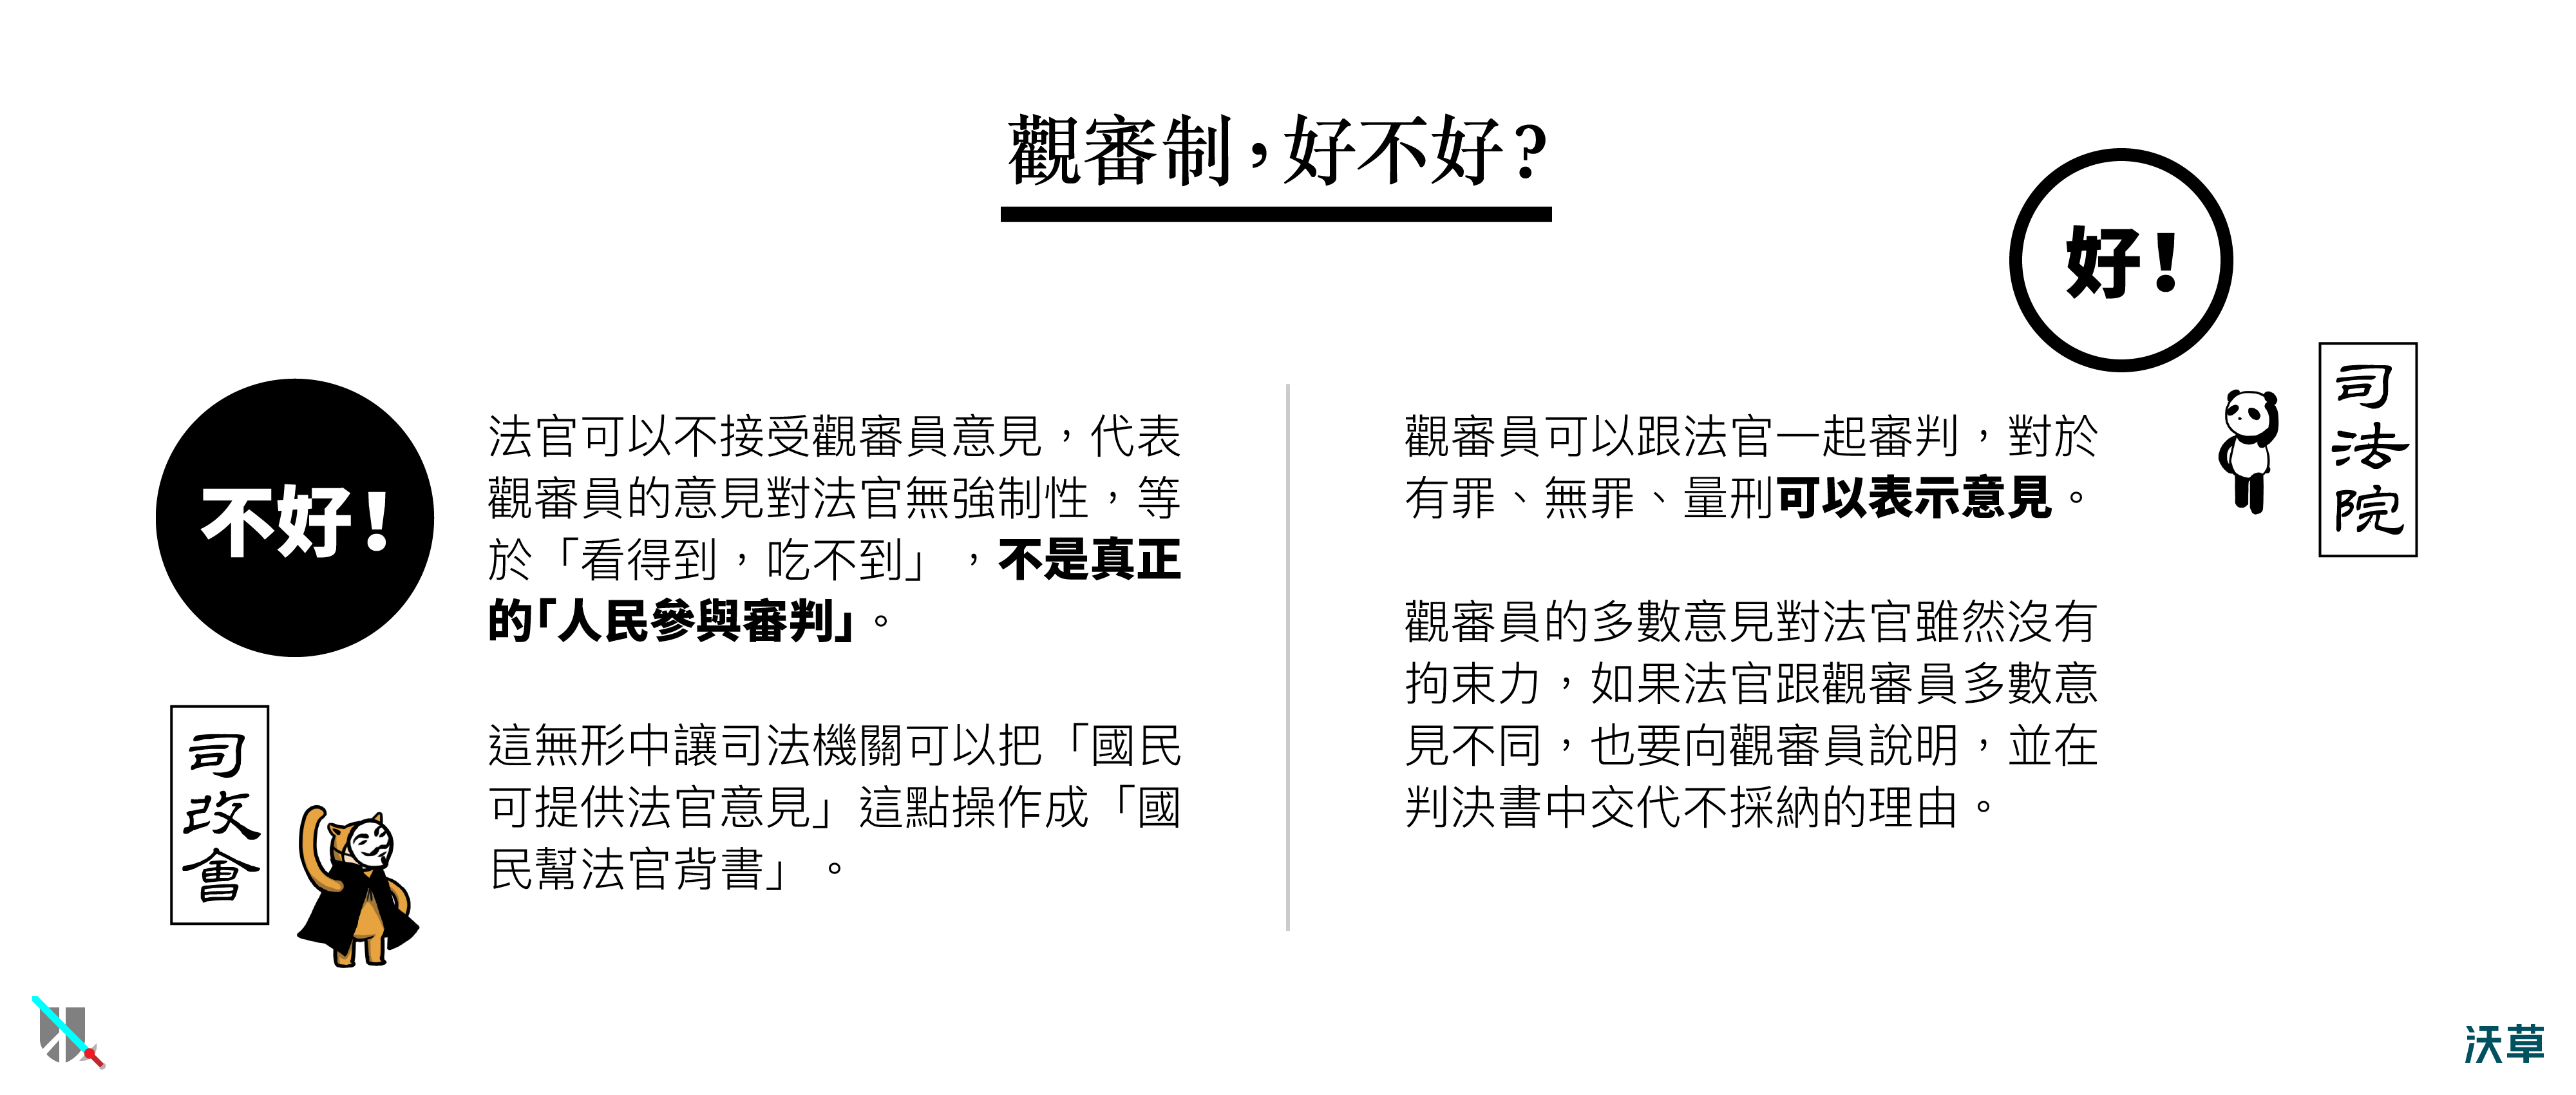 觀審制，好不好？
不好！
司改會
法官可以不接受觀審員意見，代表
觀審員的意見對法官無強制性，等
於「看得到，吃不到」，不是真正
的「人民參與審判」。
這無形中讓司法機關可以把「國民
可提供法官意見」這點操作成「國
民幫法官背書」。
好！
司法院
觀審員可以跟法官一起審判，對於
有罪、無罪、量刑可以表示意見。
觀審員的多數意見對法官雖然沒有
拘束力，如果法官跟觀審員多數意
見不同，也要向觀審員說明，並在
判決書中交代不採納的理由。
沃草